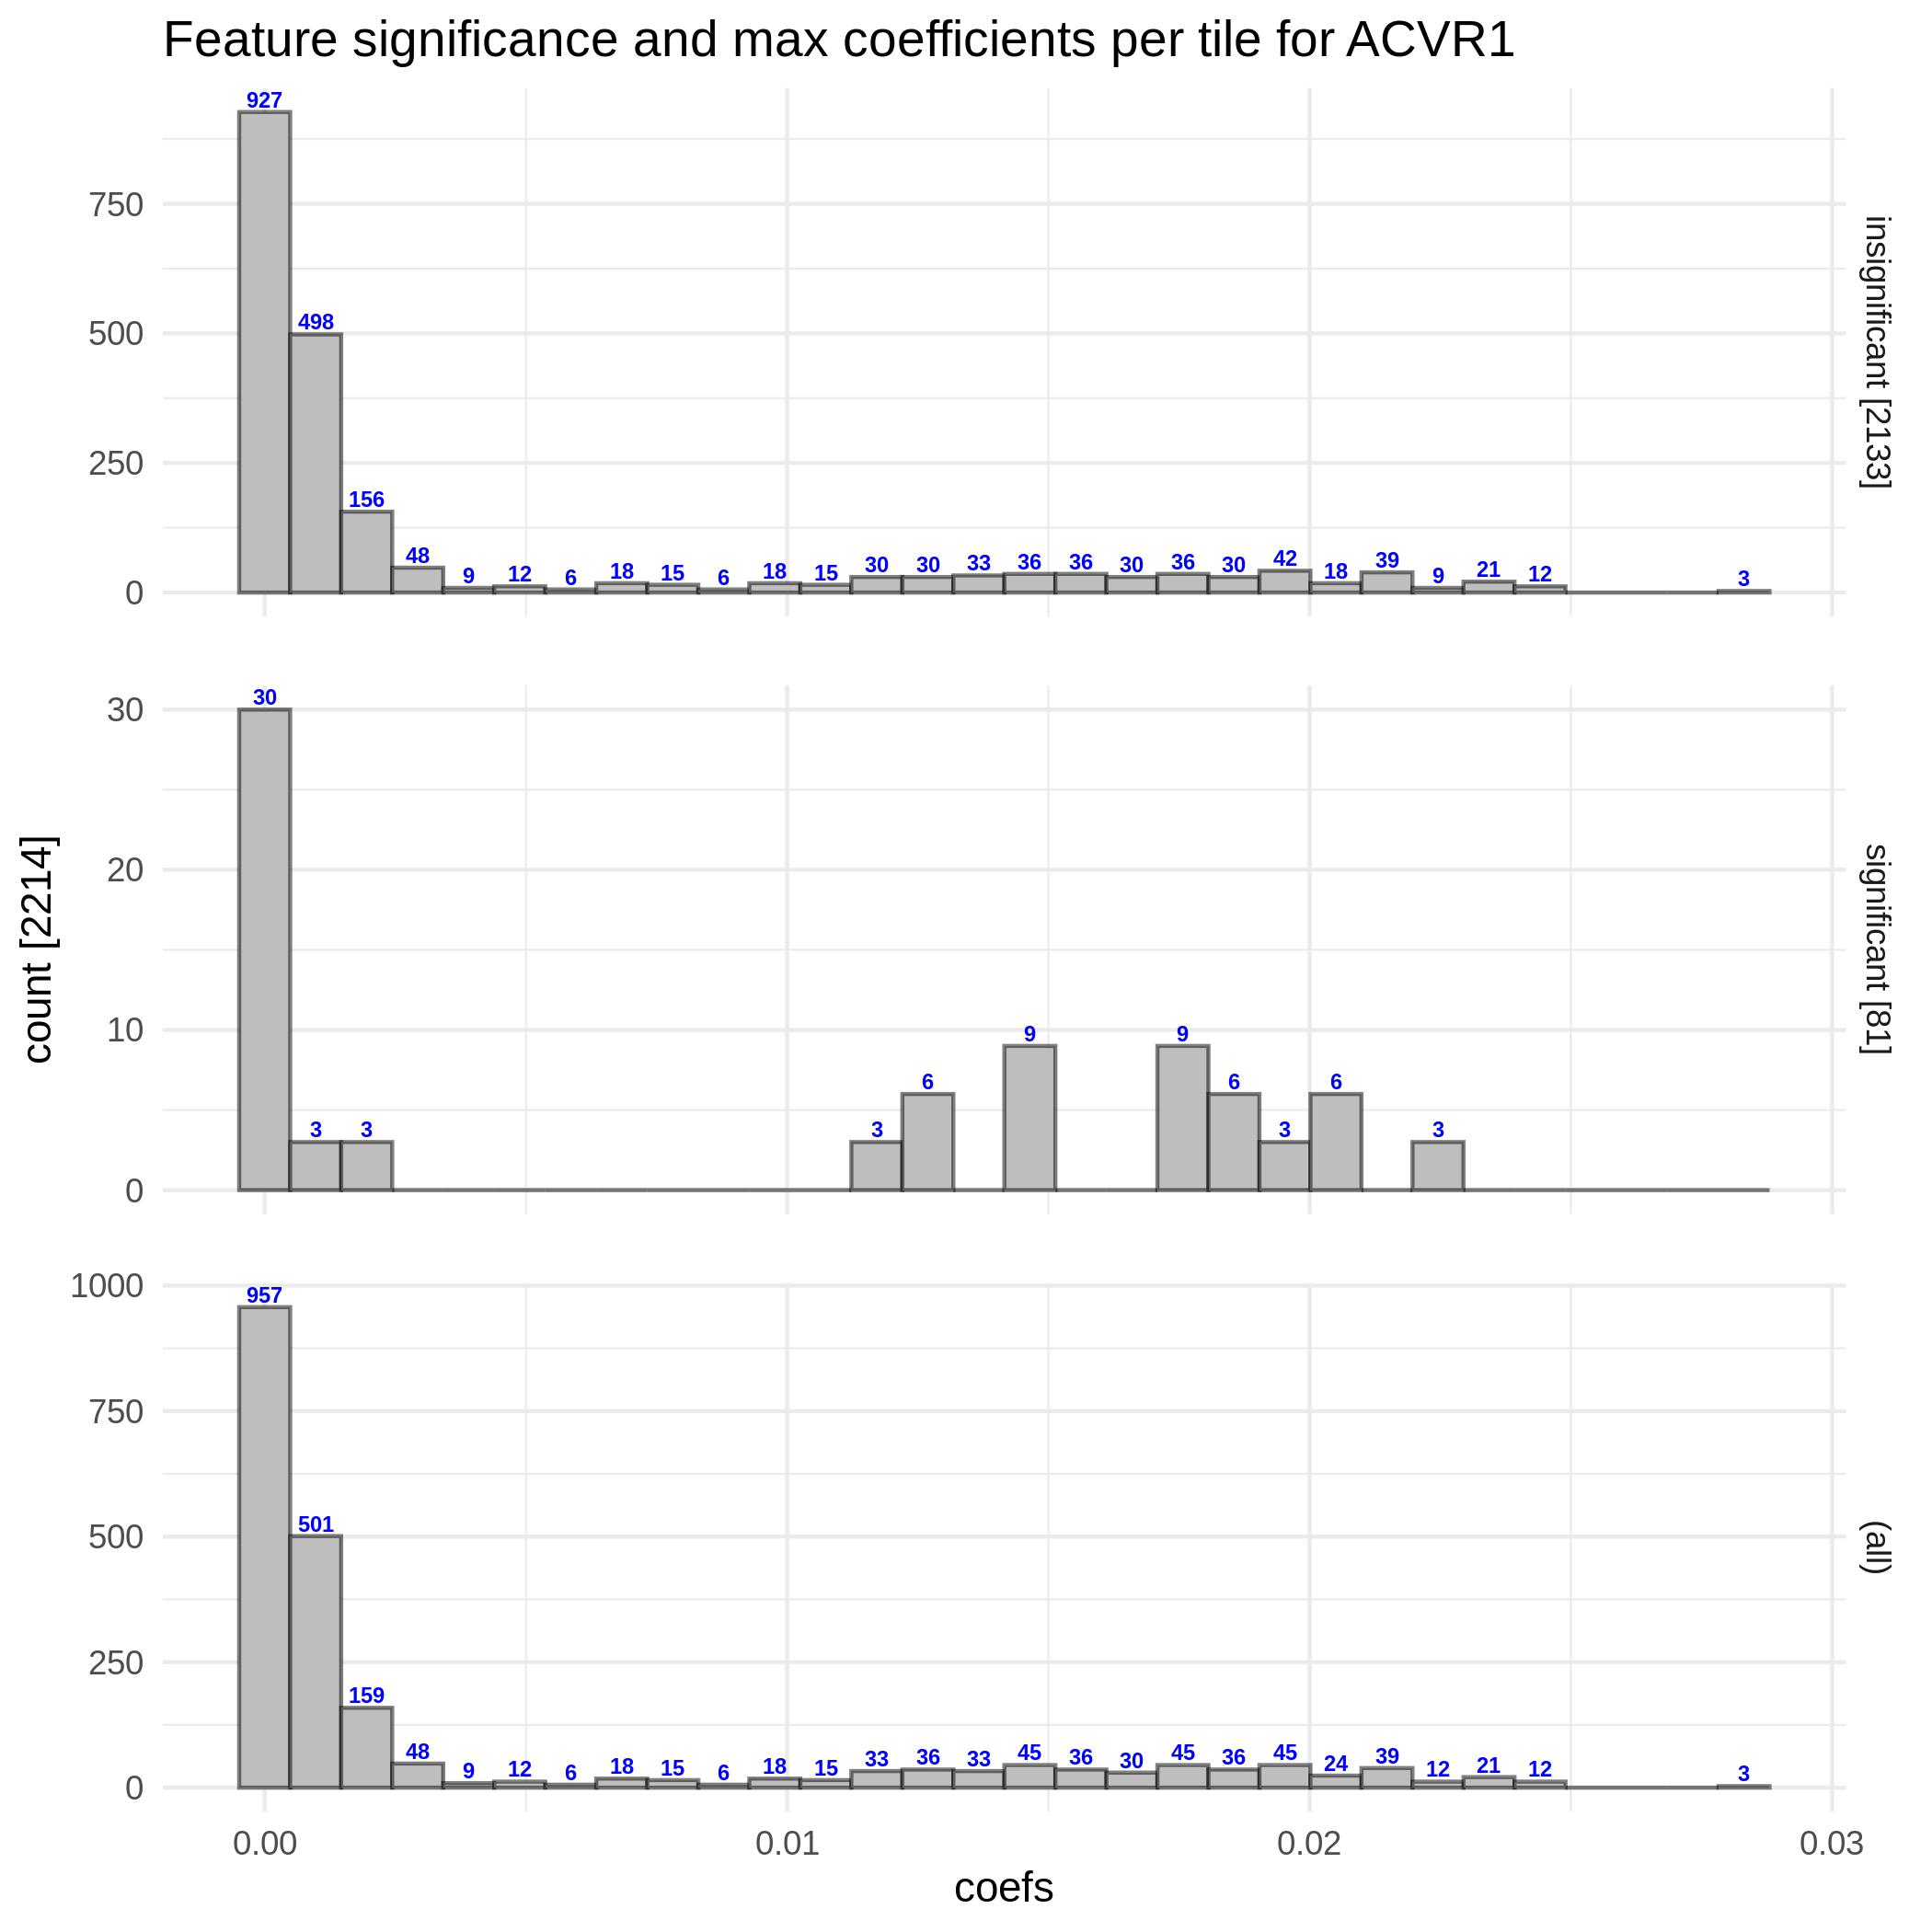 Feature significance and max coefficients per tile for ACVR1
count [2214]
927 498 156 48 9 12 6 18 15 6 18 15 30 30 33 36 36 30 36 30 42 18 39 9 21 12 3
750
500
250
0
insignificant [2133]
30 3 3 3 6 9 9 6 3 6 3
30
20
10
0
significant [81]
957 501 159 48 9 12 6 18 15 6 18 15 33 36 33 45 36 30 45 36 45 24 39 12 21 12 3
1000
750
500
250
0
(all)
0.00 0.01 0.02 0.03
coefs